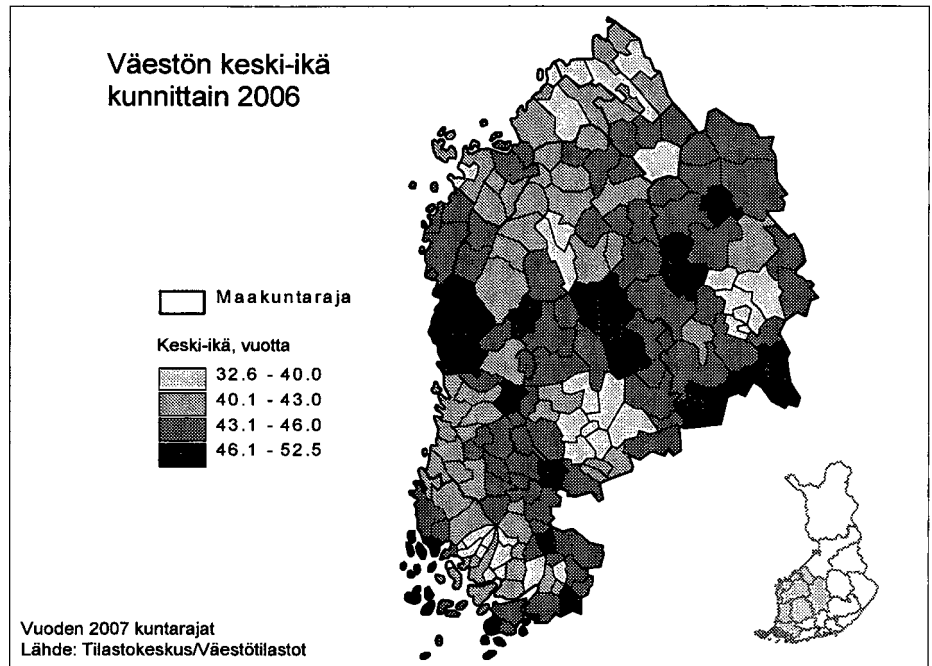 Väestön keski-ikä
kunnittain 2006
Maakuntaraja
Keski-ikä, vuotta
32.6 - 40.0
40.1 - 43.0
43.1 - 46.0
46.1 - 52.5
Vuoden 2007 kuntarajat
Lähde: Tilastokeskus/Väestötilastot